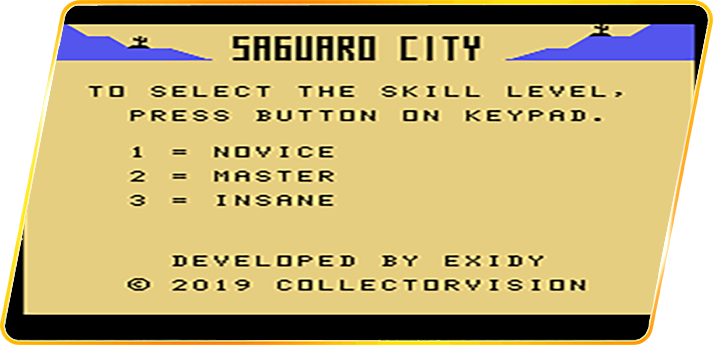 SAGUARO CITY
TO SELECT THE SKILL LEVEL,
PRESS BUTTON ON KEYPAD.
1 = NOVICE
2 = MASTER
3 = INSANE
DEVELOPED BY EXIDY
© 2019 COLLECTORVISION